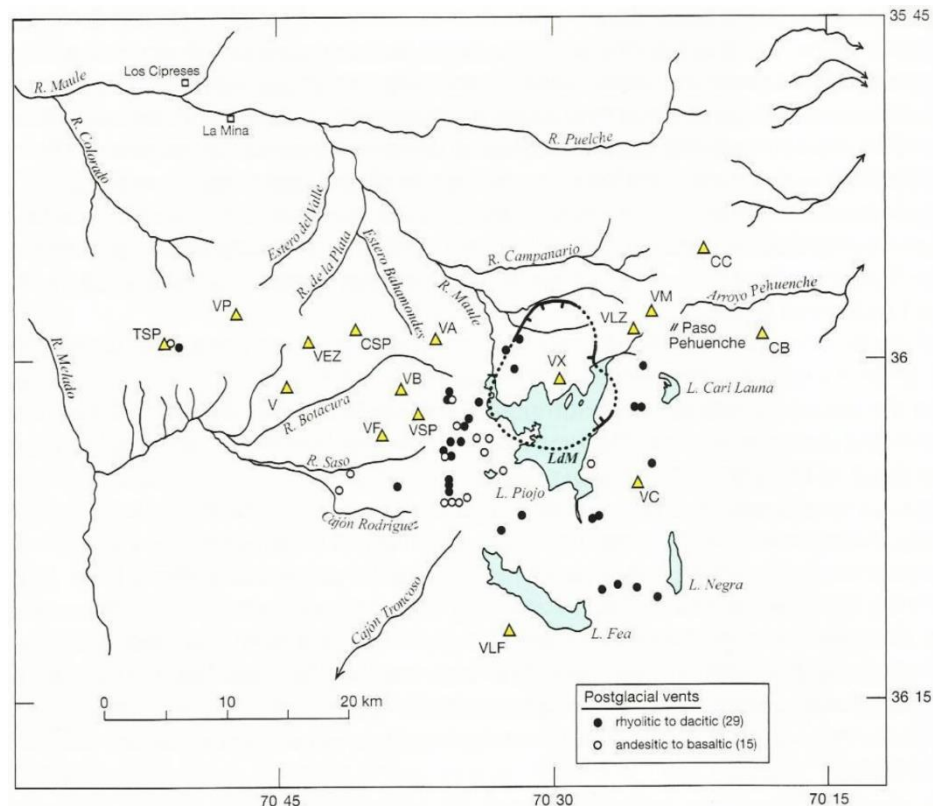 35 45
Los Cipreses
R. Maule
La Mina
R. Colorado
R. Puelche
Estero del Valle
R. de la Plata
Estero Bahamondes
R. Campanario
R. Maule
CC
Arroyo Pehuenche
VP
VM
VLZ
TSP
VEZ
CSP
VA
Paso
Pehuenche
CB
36
R. Melado
VX
L. Cari Launa
V
VB
R. Botacura
VSP
VF
LdM
R. Saso
L. Piojo
VC
Cajón Rodríguez
L. Negra
Cajón Troncoso
L. Fea
VLF
36 15
0 10 20 km
Postglacial vents
rhyolitic to dacitic (29)
andesitic to basaltic (15)
70 45
70 30
70 15